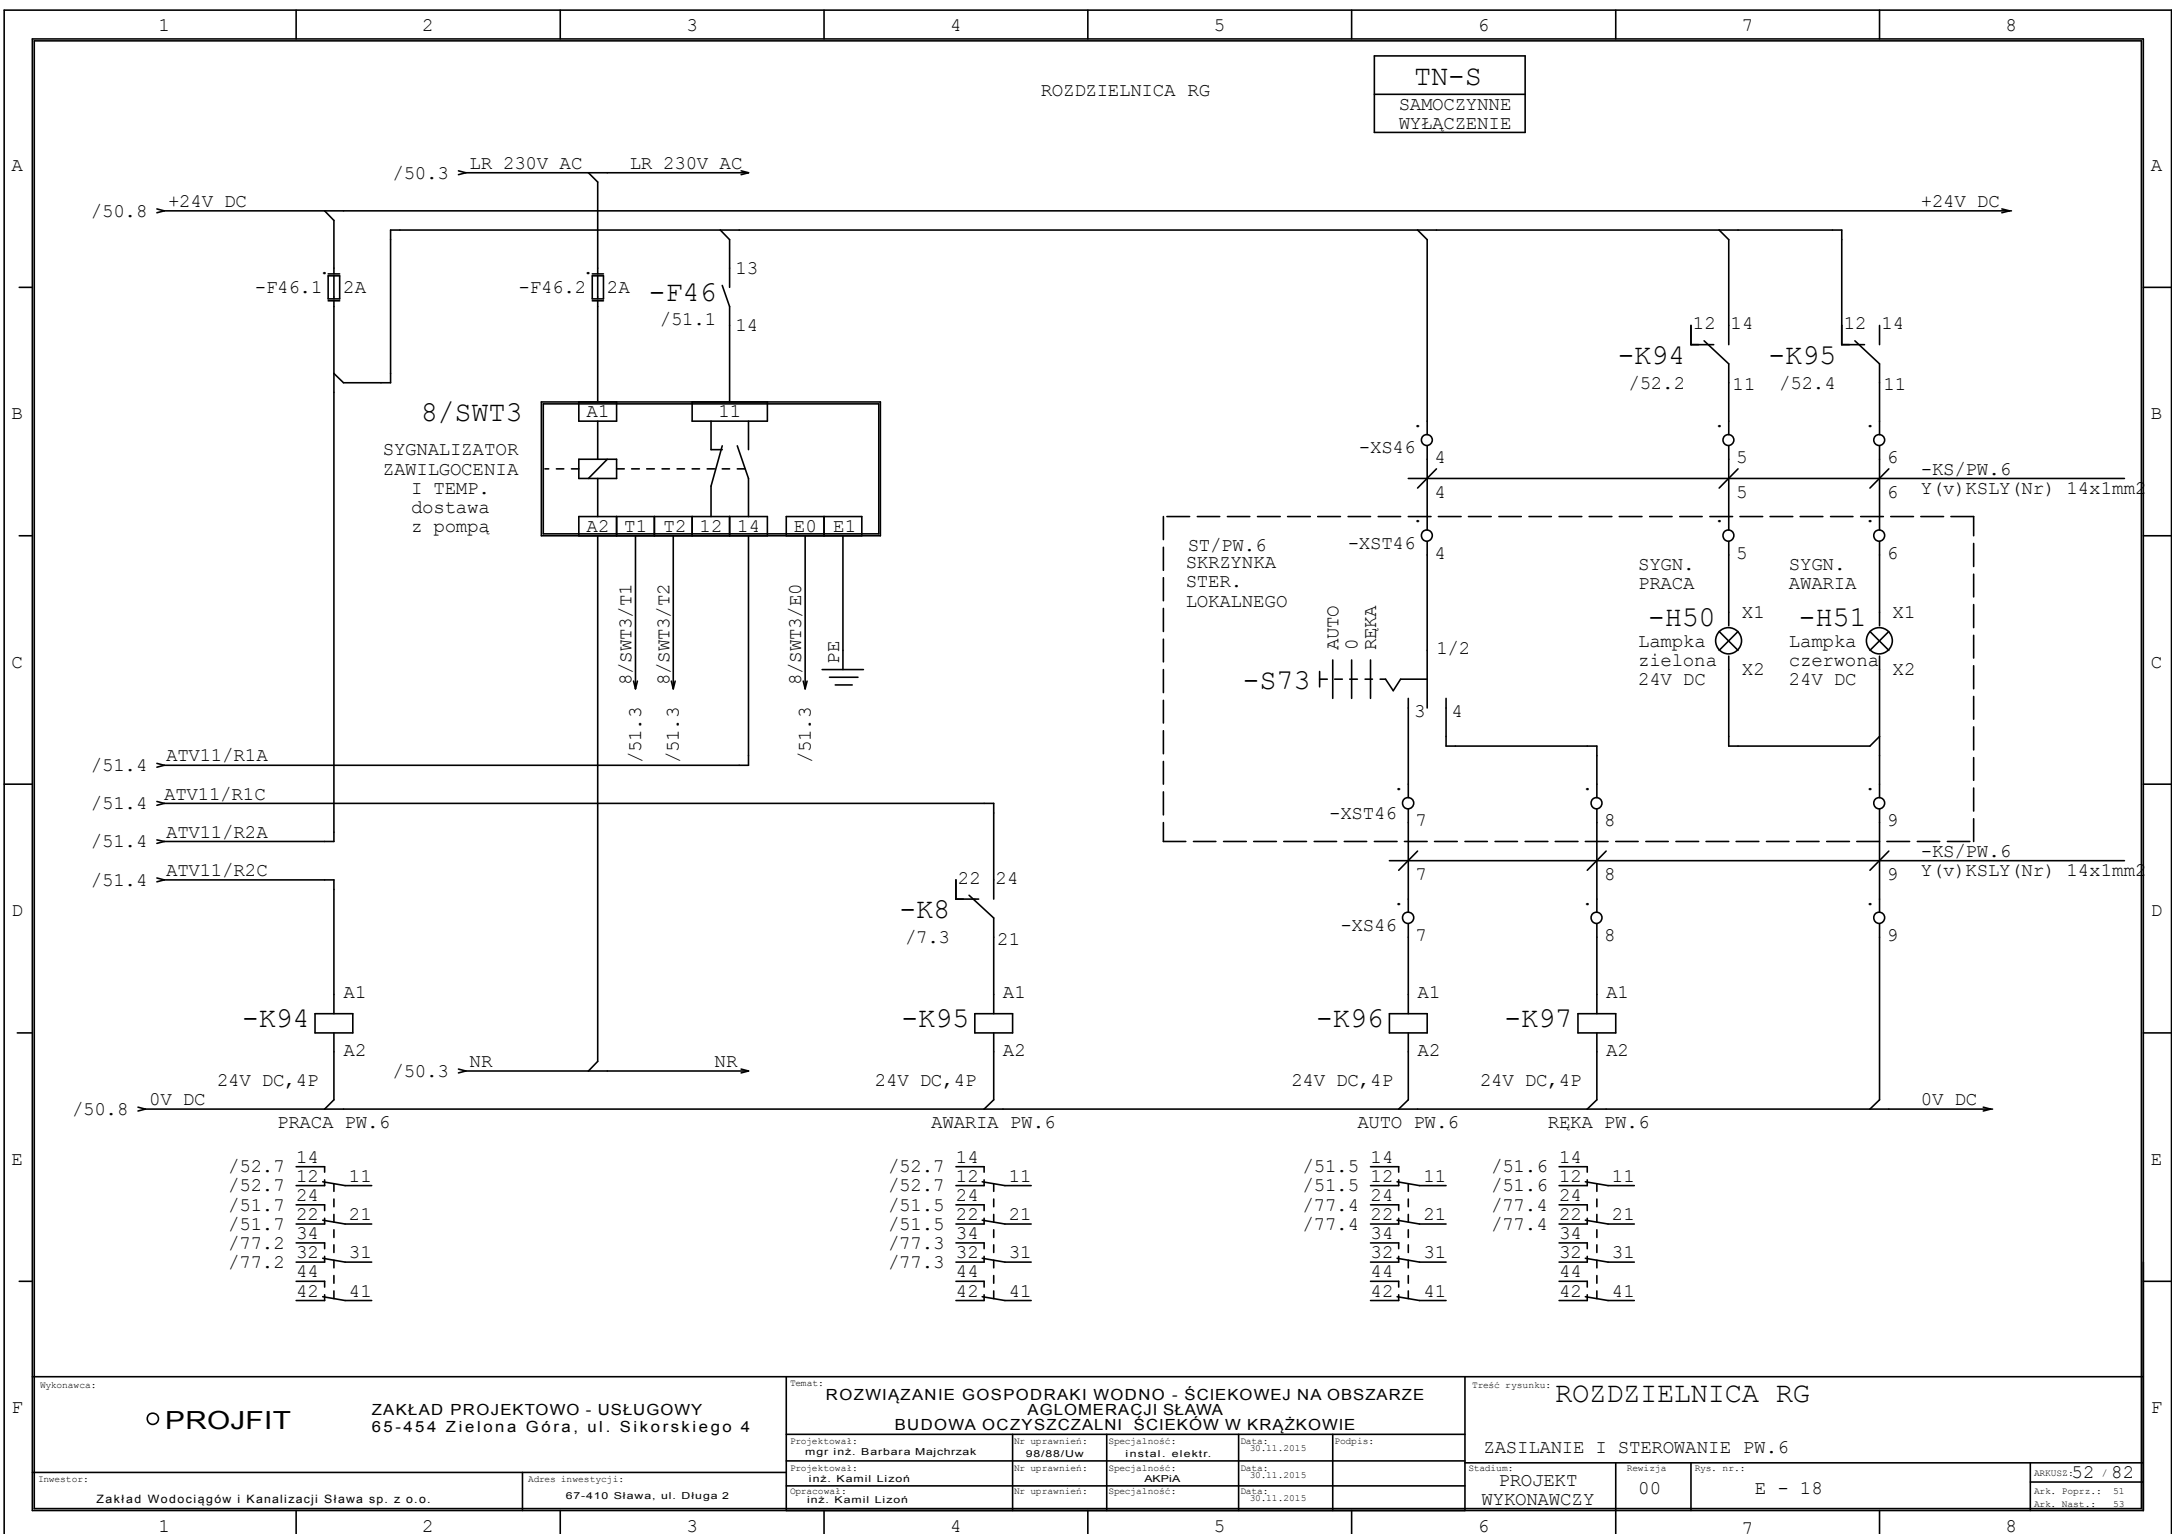 1 2 3 4 5 6 7 8
ROZDZIELNICA RG
TN-S
SAMOCZYNNE
WYŁĄCZENIE
A A
/50.3 LR 230V AC LR 230V AC
/50.8 +24V DC +24V DC
-F46.1 2A
-F46.2 2A
-F46
/51.1
13
14
12 14
-K94
/52.2 11
12 14
-K95
/52.4 11
B B
8/SWT3
SYGNALIZATOR
ZAWILGOCENIA
I TEMP.
dostawa
z pompą
A1 11
A2 T1 T2 12 14 E0 E1
-XS46 4 5 6
4 5 6
-KS/PW.6
Y(v)KSLY(Nr) 14x1mm2
-XST46 4 5 6
ST/PW.6
SKRZYNKA
STER.
LOKALNEGO
8/SWT3/T1
8/SWT3/T2
8/SWT3/E0
PE
/51.3
/51.3
/51.3
AUTO
0
RĘKA
1/2
-S73
3 4
SYGN.
PRACA
-H50 X1
Lampka
zielona
24V DC X2
SYGN.
AWARIA
-H51 X1
Lampka
czerwona
24V DC X2
C C
/51.4 ATV11/R1A
/51.4 ATV11/R1C
/51.4 ATV11/R2A
/51.4 ATV11/R2C
-XST46 7 8 9
7 8 9
-KS/PW.6
Y(v)KSLY(Nr) 14x1mm2
-XS46 7 8 9
D D
22 24
-K8
/7.3 21
A1
-K94
A2
24V DC,4P
/50.3 NR NR
A1
-K95
A2
24V DC,4P
A1
-K96
A2
24V DC,4P
A1
-K97
A2
24V DC,4P
/50.8 0V DC 0V DC
PRACA PW.6
AWARIA PW.6
AUTO PW.6
RĘKA PW.6
E E
/52.7 14
/52.7 12 11
/51.7 24
/51.7 22 21
/77.2 34
/77.2 32 31
44
42 41
/52.7 14
/52.7 12 11
/51.5 24
/51.5 22 21
/77.3 34
/77.3 32 31
44
42 41
/51.5 14
/51.5 12 11
/77.4 24
/77.4 22 21
34
32 31
44
42 41
/51.6 14
/51.6 12 11
/77.4 24
/77.4 22 21
34
32 31
44
42 41
F F
Wykonawca:
PROJFIT
ZAKŁAD PROJEKTOWO - USŁUGOWY
65-454 Zielona Góra, ul. Sikorskiego 4
Inwestor:
Zakład Wodociągów i Kanalizacji Sława sp. z o.o.
Adres inwestycji:
67-410 Sława, ul. Długa 2
Temat:
ROZWIĄZANIE GOSPODRAKI WODNO - ŚCIEKOWEJ NA OBSZARZE
AGLOMERACJI SŁAWA
BUDOWA OCZYSZCZALNI ŚCIEKÓW W KRĄŻKOWIE
Projektował: Nr uprawnień: Specjalność: Data: Podpis:
mgr inż. Barbara Majchrzak 98/88/Uw instal. elektr. 30.11.2015
Projektował: Nr uprawnień: Specjalność: Data:
inż. Kamil Lizoń AKPiA 30.11.2015
Opracował: Nr uprawnień: Specjalność: Data:
inż. Kamil Lizoń 30.11.2015
Treść rysunku: ROZDZIELNICA RG
ZASILANIE I STEROWANIE PW.6
Stadium:
PROJEKT
WYKONAWCZY
Rewizja
00
Rys. nr.:
E - 18
ARKUSZ: 52 / 82
Ark. Poprz.: 51
Ark. Nast.: 53
1 2 3 4 5 6 7 8